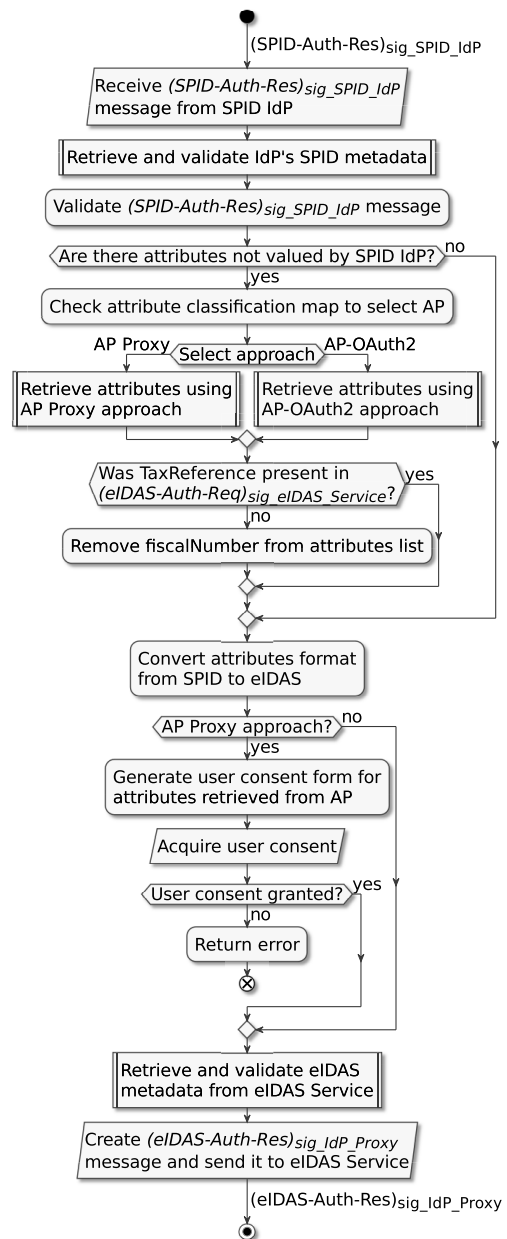 (SPID-Auth-Res)sig_SPID_IdP
Receive (SPID-Auth-Res)sig_SPID_IdP
message from SPID IdP
Retrieve and validate IdP's SPID metadata
Validate (SPID-Auth-Res)sig_SPID_IdP message
Are there attributes not valued by SPID IdP?
no
yes
Check attribute classification map to select AP
AP Proxy
Select approach
AP-OAuth2
Retrieve attributes using
AP Proxy approach
Retrieve attributes using
AP-OAuth2 approach
Was TaxReference present in
(eIDAS-Auth-Req)sig_eIDAS_Service?
yes
no
Remove fiscalNumber from attributes list
Convert attributes format
from SPID to eIDAS
AP Proxy approach?
no
yes
Generate user consent form for
attributes retrieved from AP
Acquire user consent
User consent granted?
yes
no
Return error
Retrieve and validate eIDAS
metadata from eIDAS Service
Create (eIDAS-Auth-Res)sig_IdP_Proxy
message and send it to eIDAS Service
(eIDAS-Auth-Res)sig_IdP_Proxy